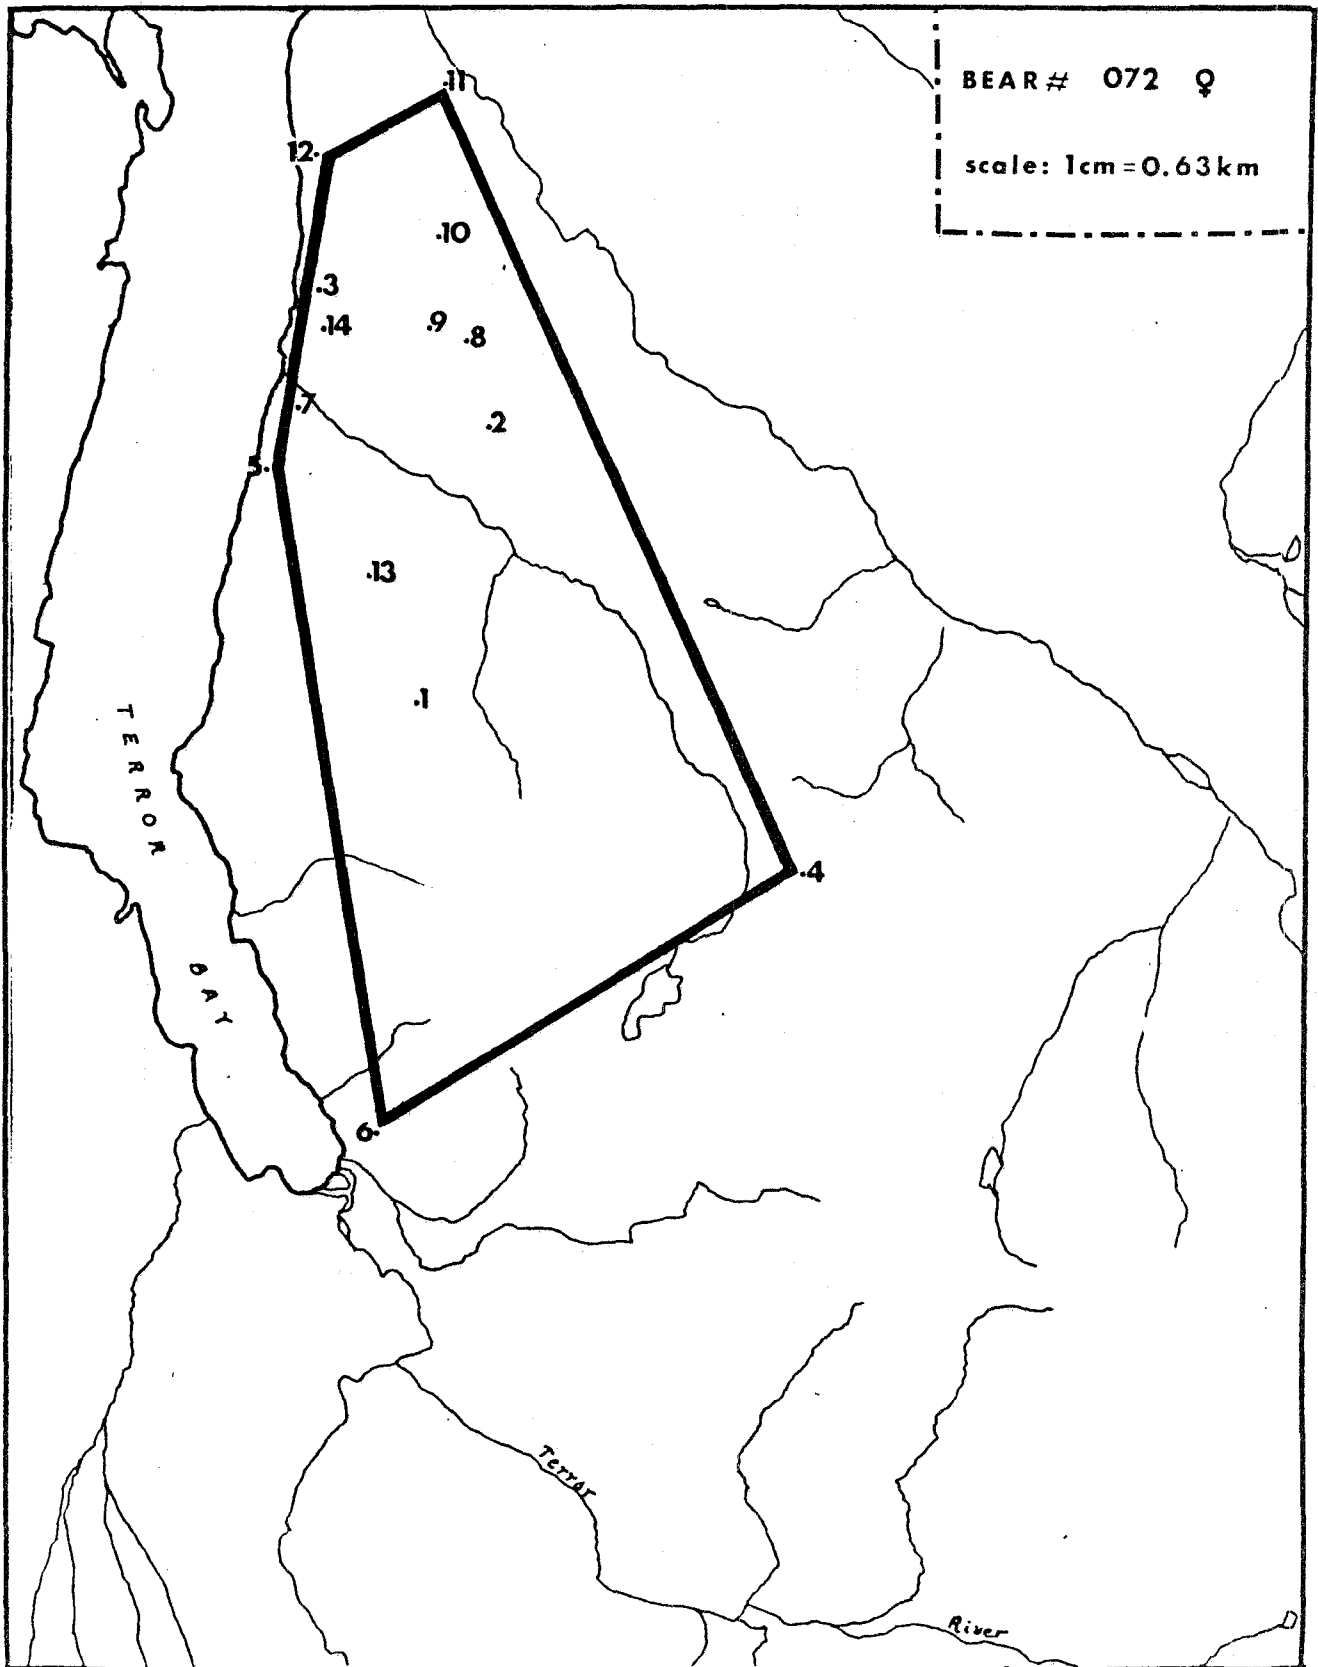 BEAR# 072 ♀
scale: 1cm=0.63km
.11
12.
.10
.3
.14
.9
.8
.7
.2
5.
.13
.1
TERROR
BAY
.4
6.
Terror
River